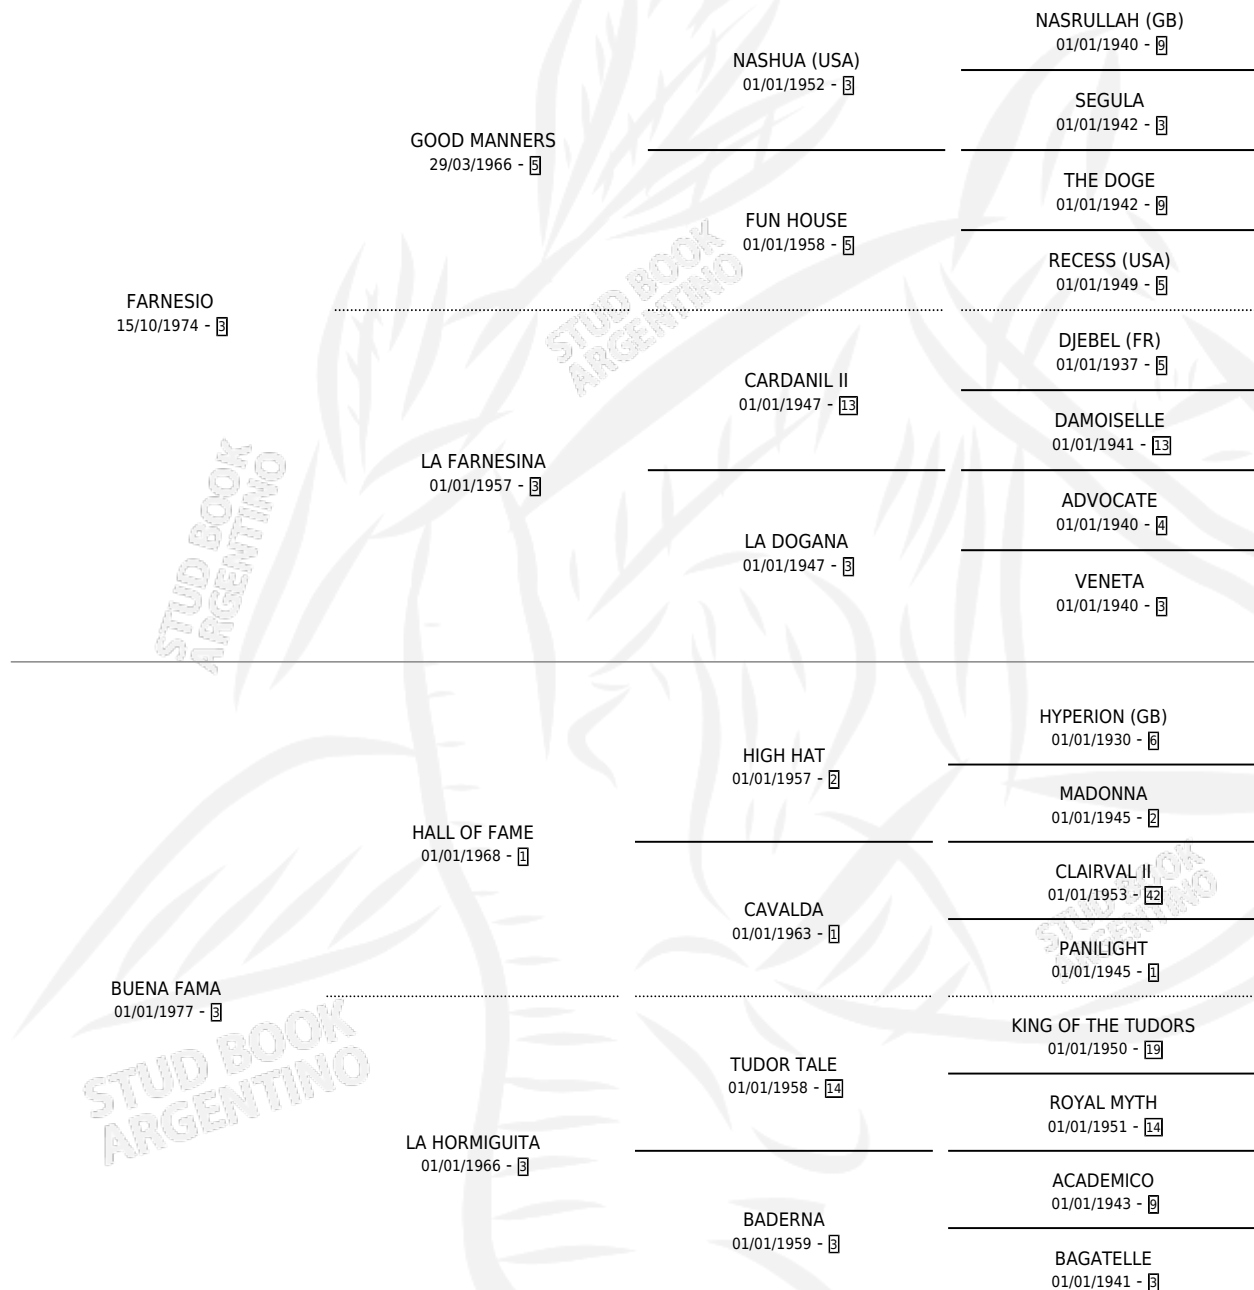 NASRULLAH (GB)
01/01/1940 - 9
NASHUA (USA)
01/01/1952 - 3
SEGULA
01/01/1942 - 3
GOOD MANNERS
29/03/1966 - 5
THE DOGE
01/01/1942 - 9
FUN HOUSE
01/01/1958 - 5
RECESS (USA)
01/01/1949 - 5
FARNESIO
15/10/1974 - 3
DJEBEL (FR)
01/01/1937 - 5
CARDANIL II
01/01/1947 - 13
DAMOISELLE
01/01/1941 - 13
LA FARNESINA
01/01/1957 - 3
ADVOCATE
01/01/1940 - 4
LA DOGANA
01/01/1947 - 3
VENETA
01/01/1940 - 3
HYPERION (GB)
01/01/1930 - 6
HIGH HAT
01/01/1957 - 2
MADONNA
01/01/1945 - 2
HALL OF FAME
01/01/1968 - 1
CLAIRVAL II
01/01/1953 - 42
CAVALDA
01/01/1963 - 1
PANILIGHT
01/01/1945 - 1
BUENA FAMA
01/01/1977 - 3
KING OF THE TUDORS
01/01/1950 - 19
TUDOR TALE
01/01/1958 - 14
ROYAL MYTH
01/01/1951 - 14
LA HORMIGUITA
01/01/1966 - 3
ACADEMICO
01/01/1943 - 9
BADERNA
01/01/1959 - 3
BAGATELLE
01/01/1941 - 3
STUD BOOK
ARGENTINO
STUD BOOK
ARGENTINO
STUD BOOK
ARGENTINO
STUD BOOK
ARGENTINO